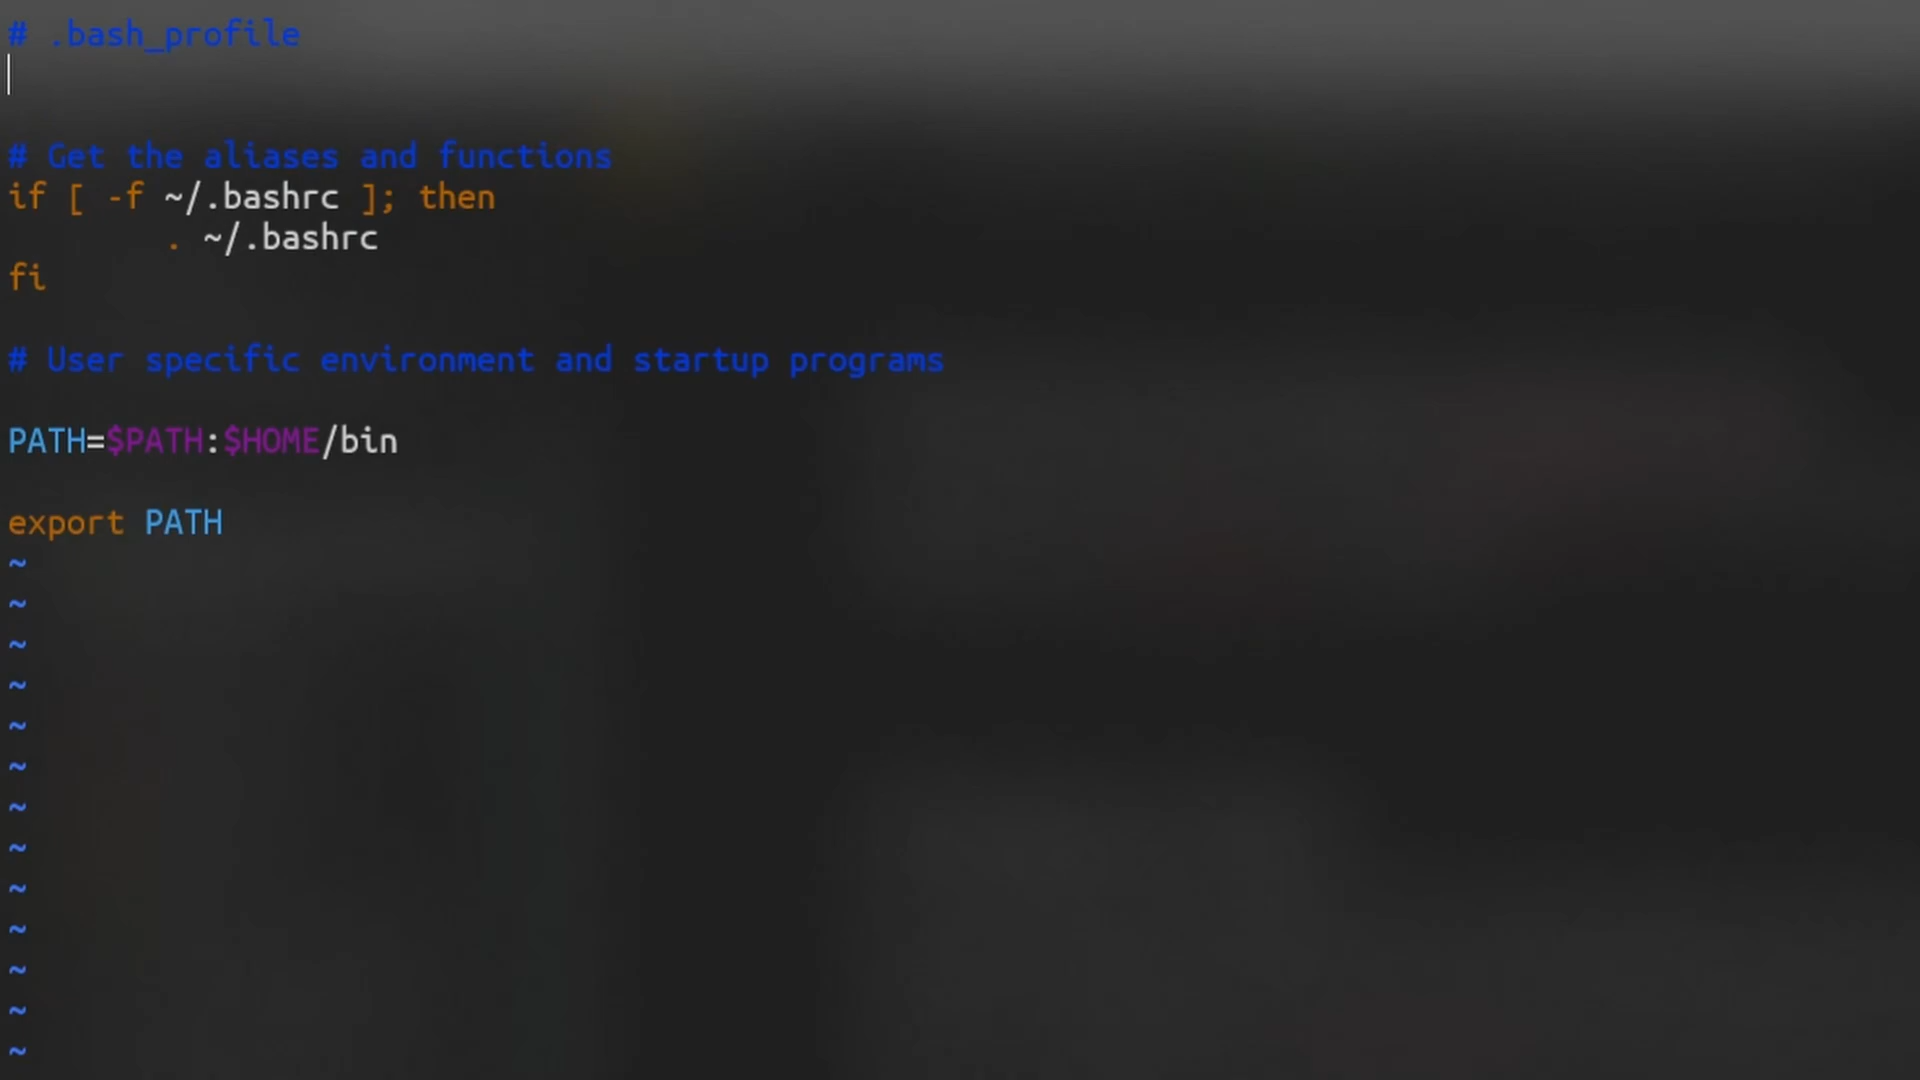 # .bash_profile
# Get the aliases and functions
if [ -f ~/.bashrc ]; then
        . ~/.bashrc
fi
# User specific environment and startup programs
PATH=$PATH:$HOME/bin
export PATH
~
~
~
~
~
~
~
~
~
~
~
~
~